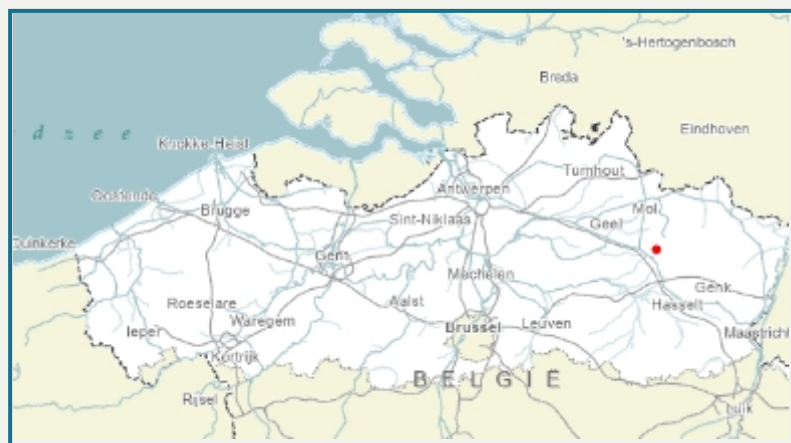 's-Hertogenbosch
Breda
d z e e
Eindhoven
Knokke-Heist
Turnhout
Antwerpen
Oostende
Mol
Brugge
Sint-Niklaas
Geel
Duinkerke
Gent
Mechelen
Genk
Roeselare
Aalst
Hasselt
Waregem
Ieper
Brussel
Leuven
Maastricht
Kortrijk
BELGIË
Rijsel
Luik